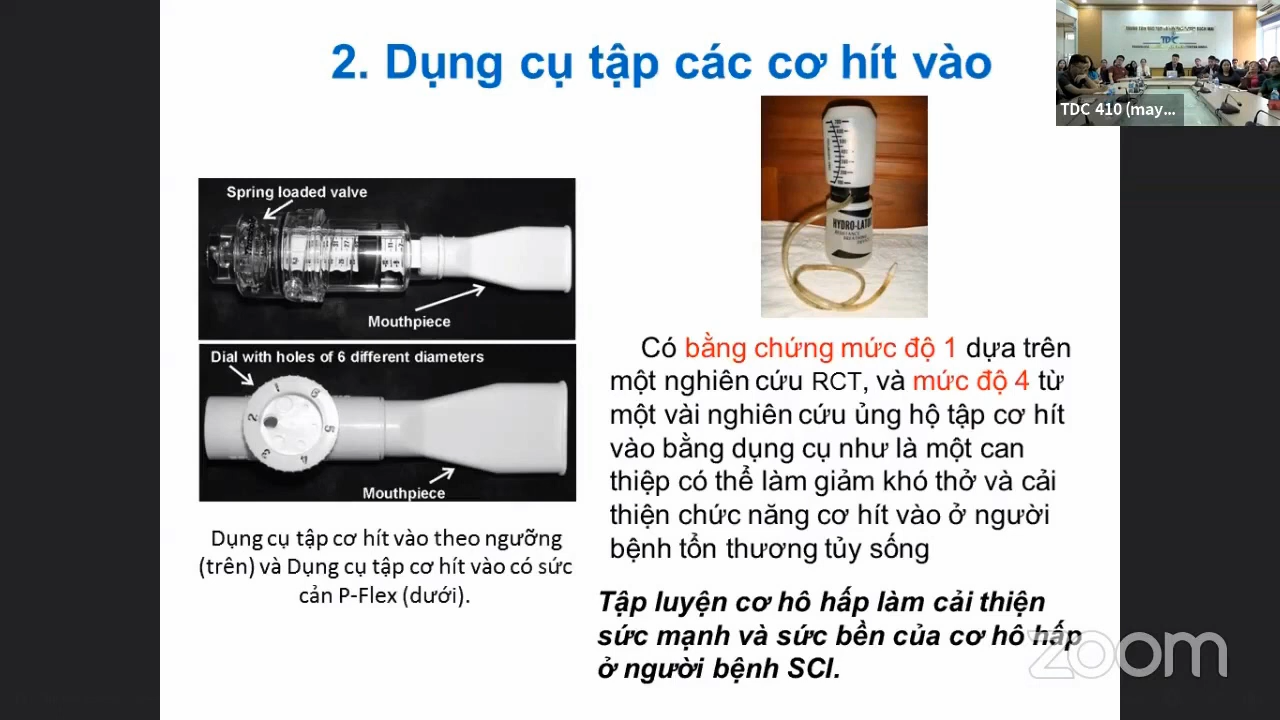 2. Dụng cụ tập các cơ hít vào
TDC
TDC 410 (may...
Spring loaded valve
Mouthpiece
Dial with holes of 6 different diameters
Mouthpiece
Dụng cụ tập cơ hít vào theo ngưỡng
(trên) và Dụng cụ tập cơ hít vào có sức
cản P-Flex (dưới).
Có bằng chứng mức độ 1 dựa trên
một nghiên cứu RCT, và mức độ 4 từ
một vài nghiên cứu ủng hộ tập cơ hít
vào bằng dụng cụ như là một can
thiệp có thể làm giảm khó thở và cải
thiện chức năng cơ hít vào ở người
bệnh tổn thương tủy sống
Tập luyện cơ hô hấp làm cải thiện
sức mạnh và sức bền của cơ hô hấp
ở người bệnh SCI.
zoom